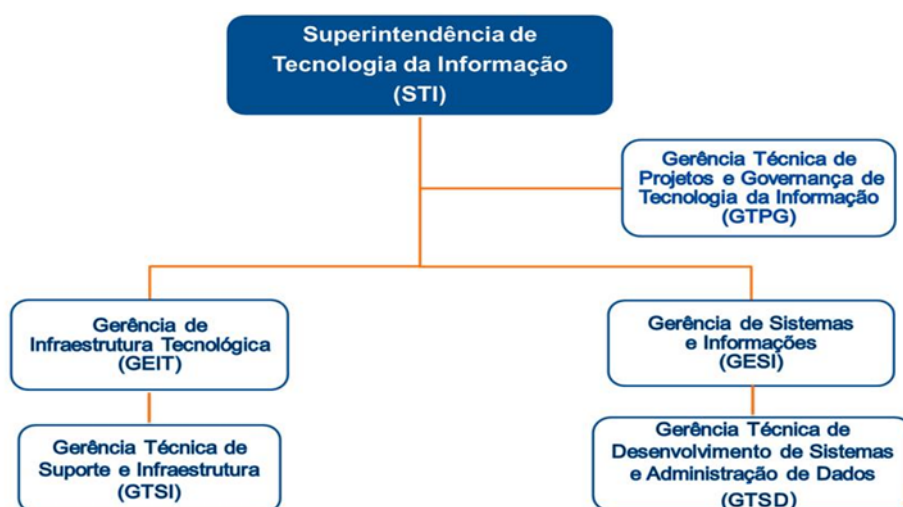 Superintendência de
Tecnologia da Informação
(STI)
Gerência Técnica de
Projetos e Governança de
Tecnologia da Informação
(GTPG)
Gerência de
Infraestrutura Tecnológica
(GEIT)
Gerência de Sistemas
e Informações
(GESI)
Gerência Técnica de
Suporte e Infraestrutura
(GTSI)
Gerência Técnica de
Desenvolvimento de Sistemas
e Administração de Dados
(GTSD)